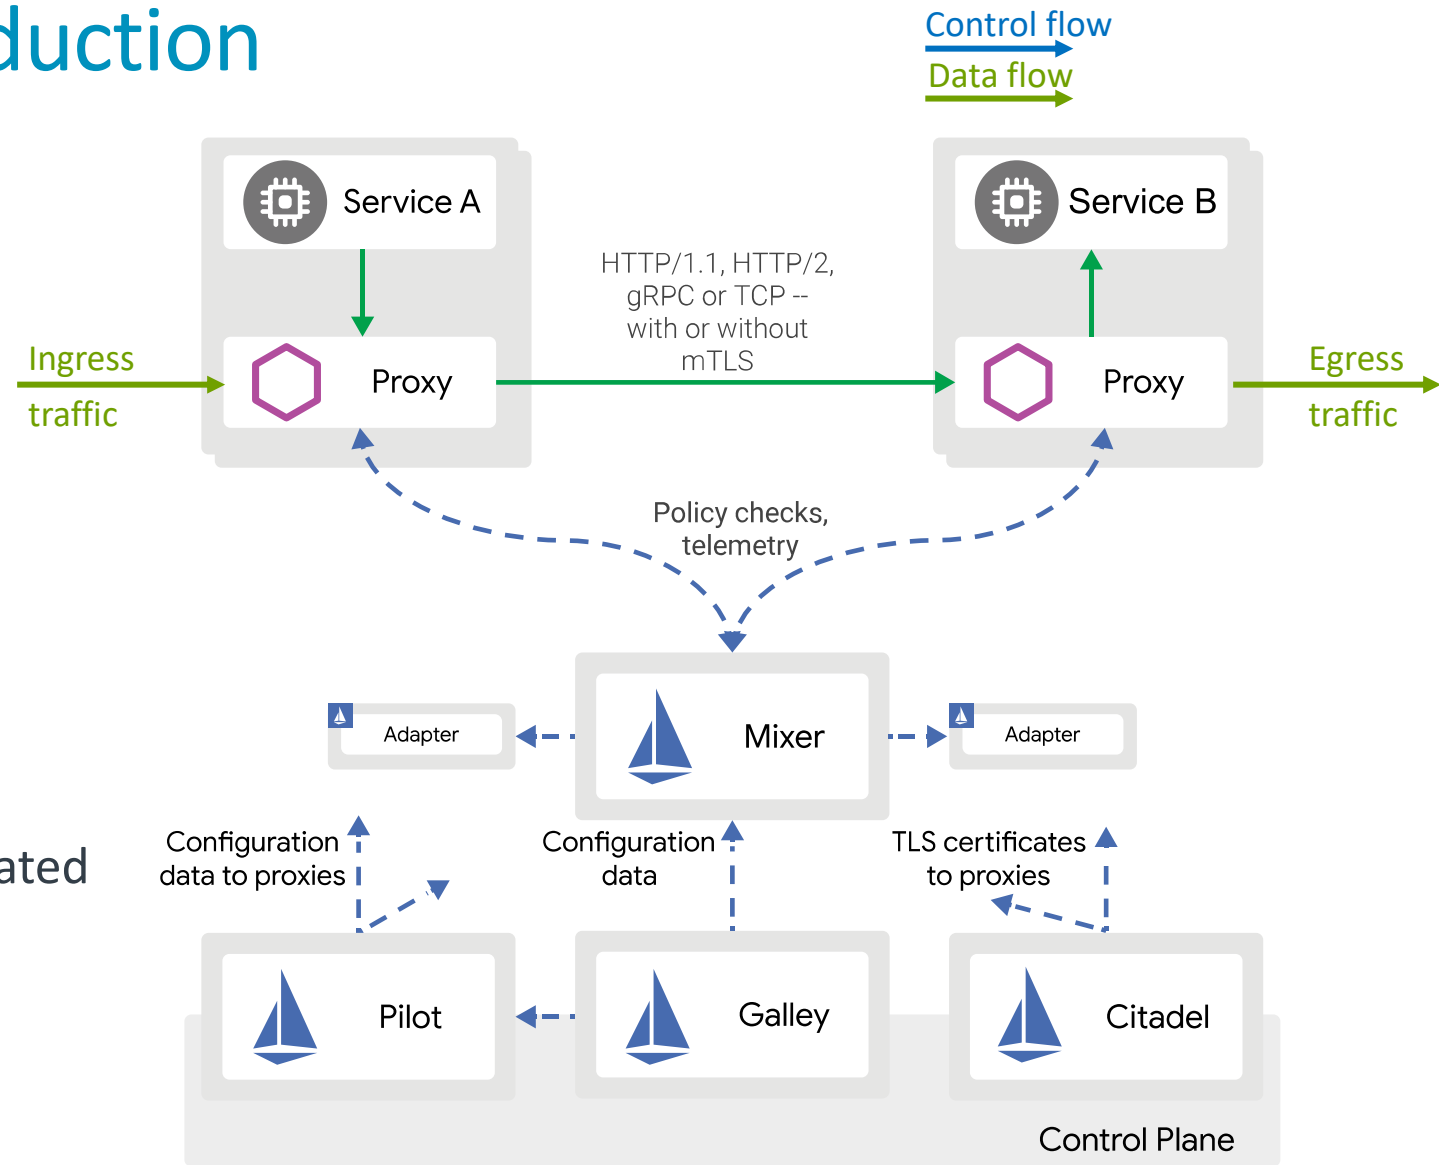 duction
Control flow
Data flow
Service A
Service B
HTTP/1.1, HTTP/2,
gRPC or TCP --
with or without
mTLS
Ingress
traffic
Proxy
Proxy
Egress
traffic
Policy checks,
telemetry
Adapter
Mixer
Adapter
ated
Configuration
data to proxies
Configuration
data
TLS certificates
to proxies
Pilot
Galley
Citadel
Control Plane